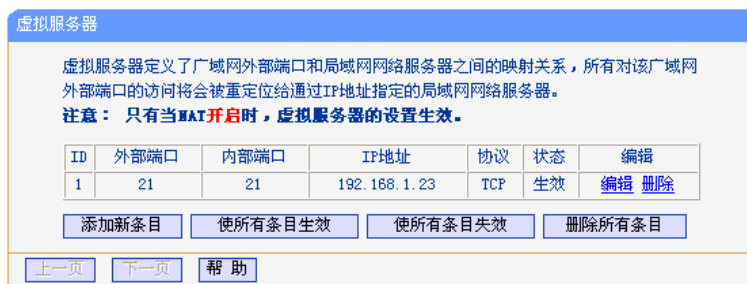 虚拟服务器
虚拟服务器定义了广域网外部端口和局域网网络服务器之间的映射关系，所有对该广域网
外部端口的访问将会被重定位给通过IP地址指定的局域网网络服务器。
注意： 只有当NAT开启时，虚拟服务器的设置生效。
ID 外部端口 内部端口 IP地址 协议 状态 编辑
1 21 21 192.168.1.23 TCP 生效 编辑 删除
添加新条目 使所有条目生效 使所有条目失效 删除所有条目
上一页 下一页 帮 助